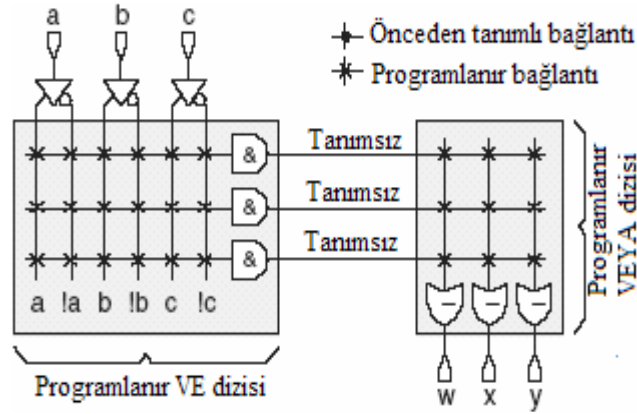 a b c
Önceden tanımlı bağlantı
Programlanır bağlantı
& Tanımsız
& Tanımsız
& Tanımsız
a !a b !b c !c
Programlanır
VEYA dizisi
Programlanır VE dizisi
w x y